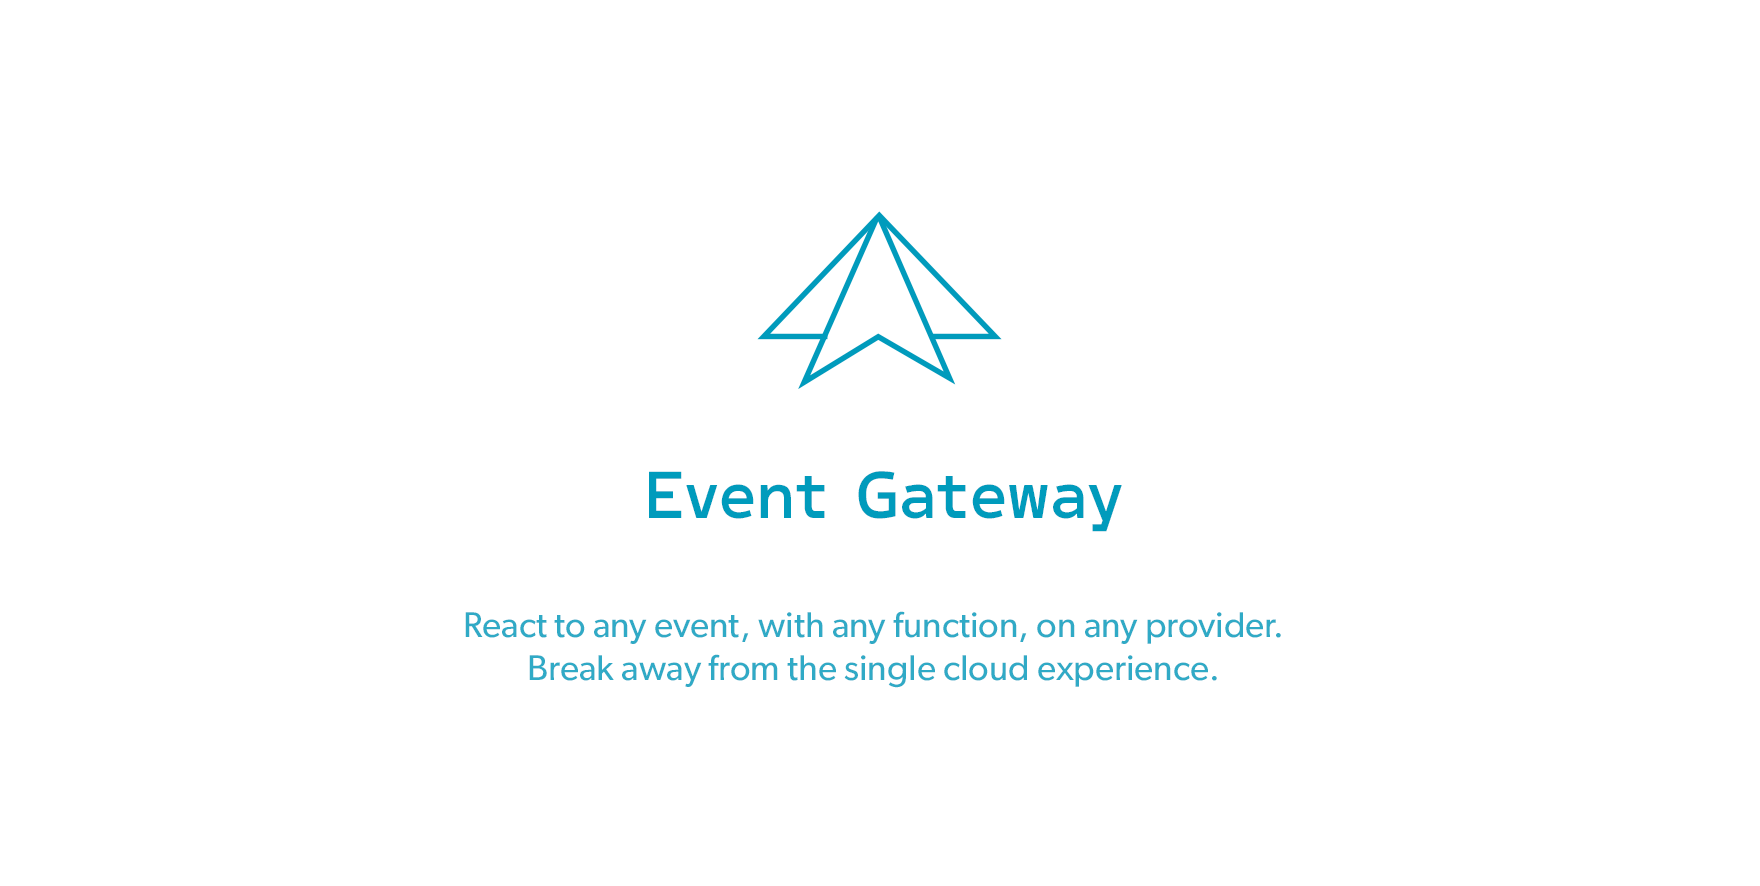 Event Gateway
React to any event, with any function, on any provider.
Break away from the single cloud experience.